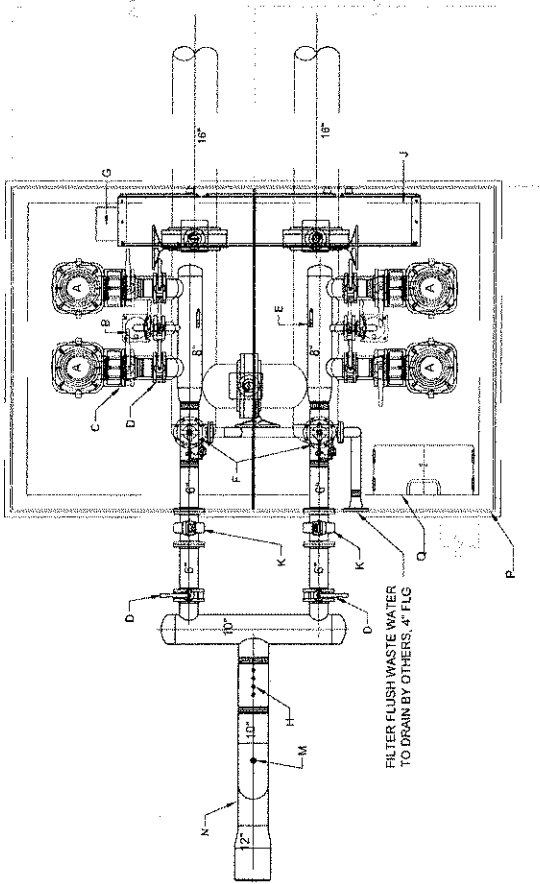 16"
16"
G
J
A
A
A
A
B
C
D
E
8"
8"
F
6"
6"
6"
6"
K
K
Q
P
D
D
10"
H
10"
M
N
12"
FILTER FLUSH WASTE WATER
TO DRAIN BY OTHERS, 4" FLG